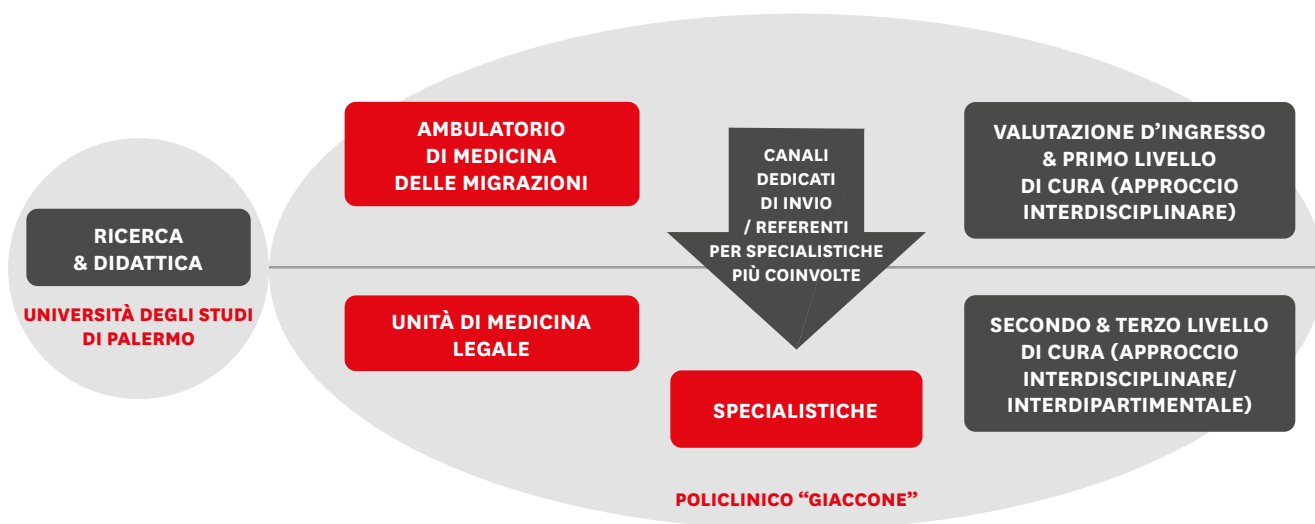 RICERCA
& DIDATTICA
UNIVERSITÀ DEGLI STUDI
DI PALERMO
AMBULATORIO
DI MEDICINA
DELLE MIGRAZIONI
UNITÀ DI MEDICINA
LEGALE
CANALI
DEDICATI
DI INVIO
/ REFERENTI
PER SPECIALISTICHE
PIÙ COINVOLTE
SPECIALISTICHE
POLICLINICO “GIACCONE”
VALUTAZIONE D’INGRESSO
& PRIMO LIVELLO
DI CURA (APPROCCIO
INTERDISCIPLINARE)
SECONDO & TERZO LIVELLO
DI CURA (APPROCCIO
INTERDISCIPLINARE/
INTERDIPARTIMENTALE)